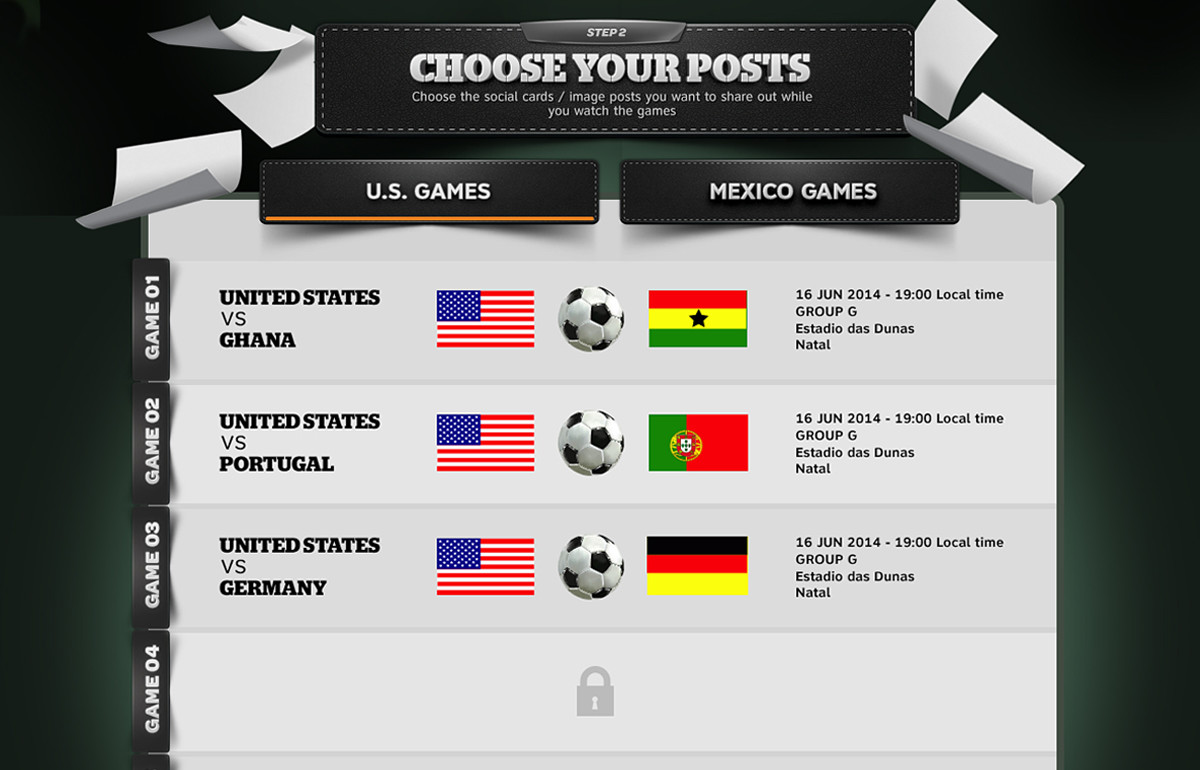 STEP 2
CHOOSE YOUR POSTS
Choose the social cards / image posts you want to share out while
you watch the games
U.S. GAMES
MEXICO GAMES
GAME 01
UNITED STATES
VS
GHANA
16 JUN 2014 - 19:00 Local time
GROUP G
Estadio das Dunas
Natal
GAME 02
UNITED STATES
VS
PORTUGAL
16 JUN 2014 - 19:00 Local time
GROUP G
Estadio das Dunas
Natal
GAME 03
UNITED STATES
VS
GERMANY
16 JUN 2014 - 19:00 Local time
GROUP G
Estadio das Dunas
Natal
GAME 04